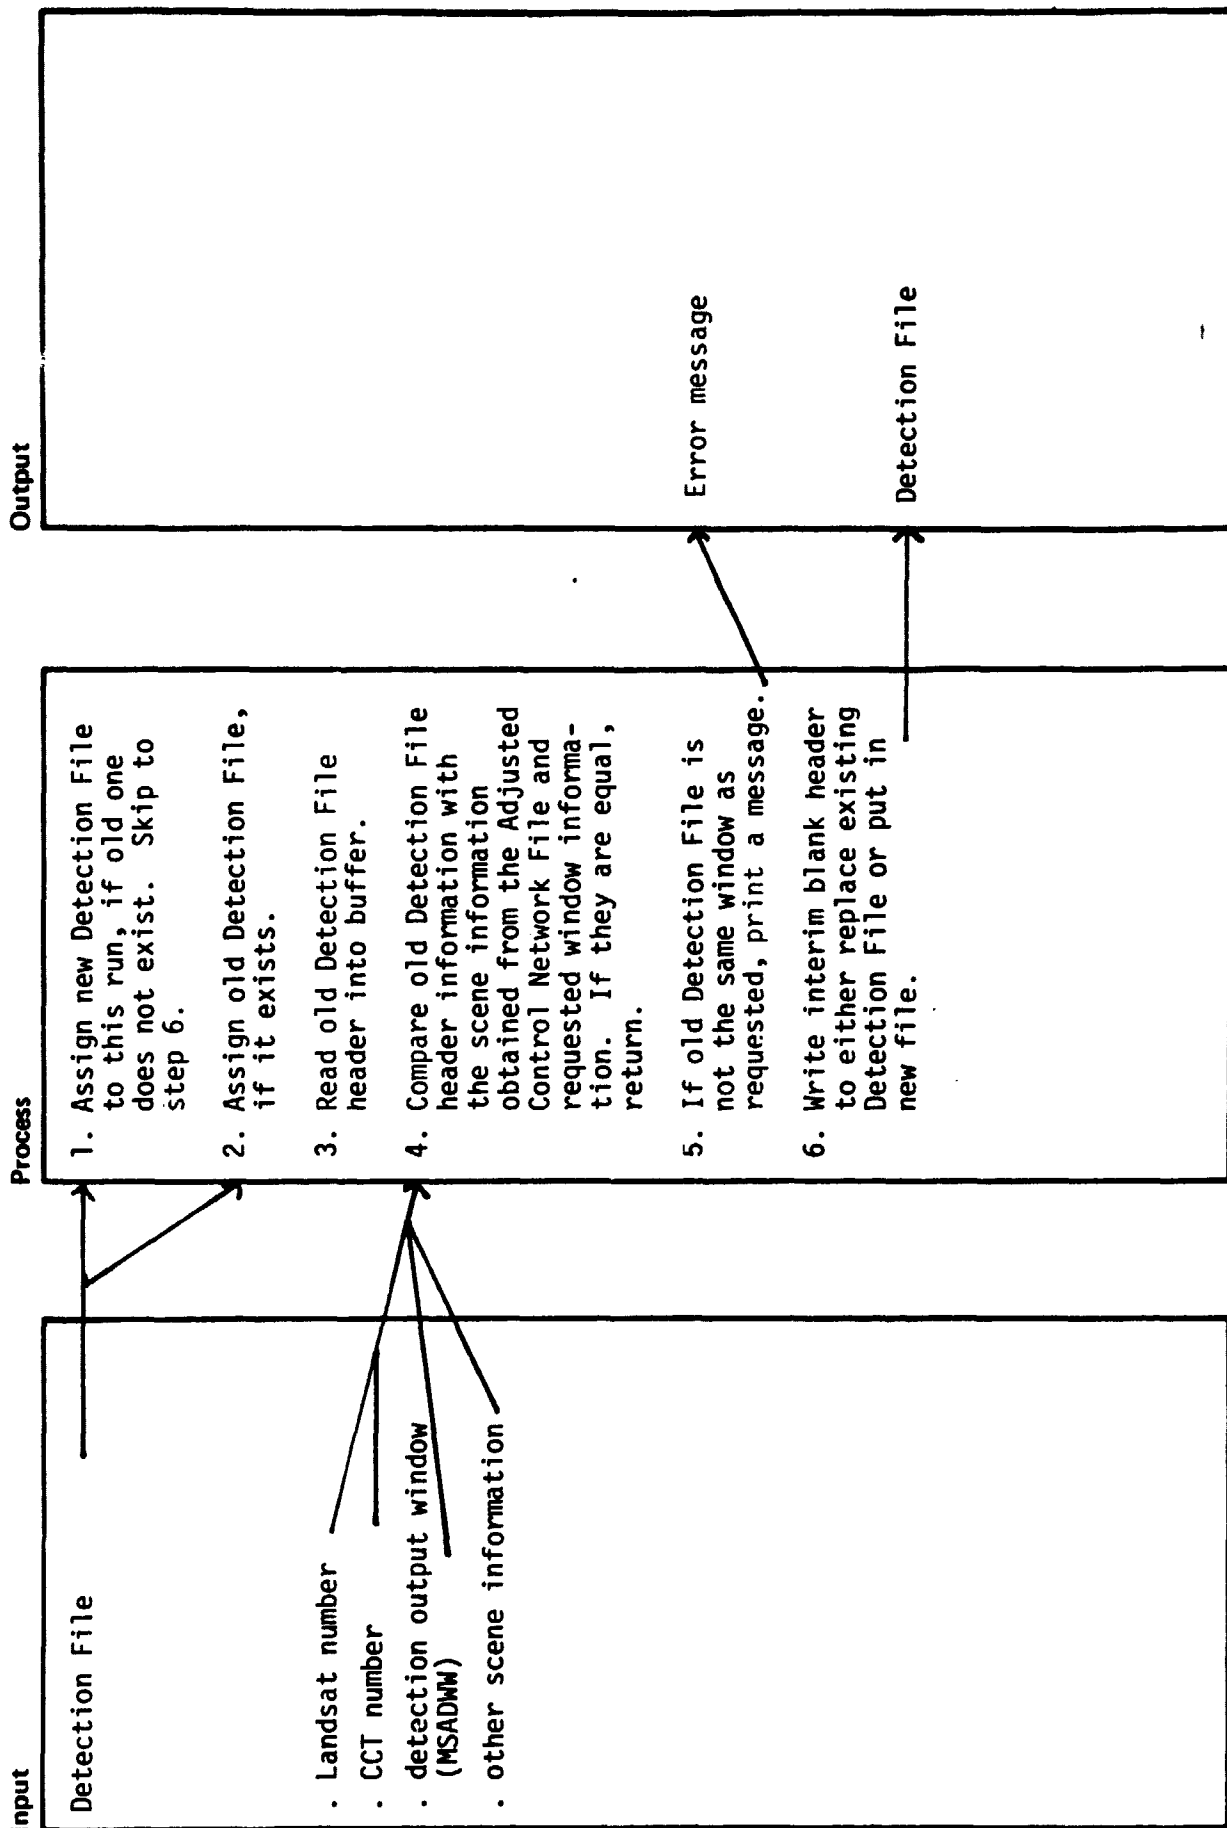 nput
Detection File
. Landsat number
. CCT number
. detection output window
(MSADWW)
. other scene information
Process
1. Assign new Detection File
to this run, if old one
does not exist. Skip to
step 6.
2. Assign old Detection File,
if it exists.
3. Read old Detection File
header into buffer.
4. Compare old Detection File
header information with
the scene information
obtained from the Adjusted
Control Network File and
requested window informa-
tion. If they are equal,
return.
5. If old Detection File is
not the same window as
requested, print a message.
6. Write interim blank header
to either replace existing
Detection File or put in
new file.
Output
Error message
Detection File